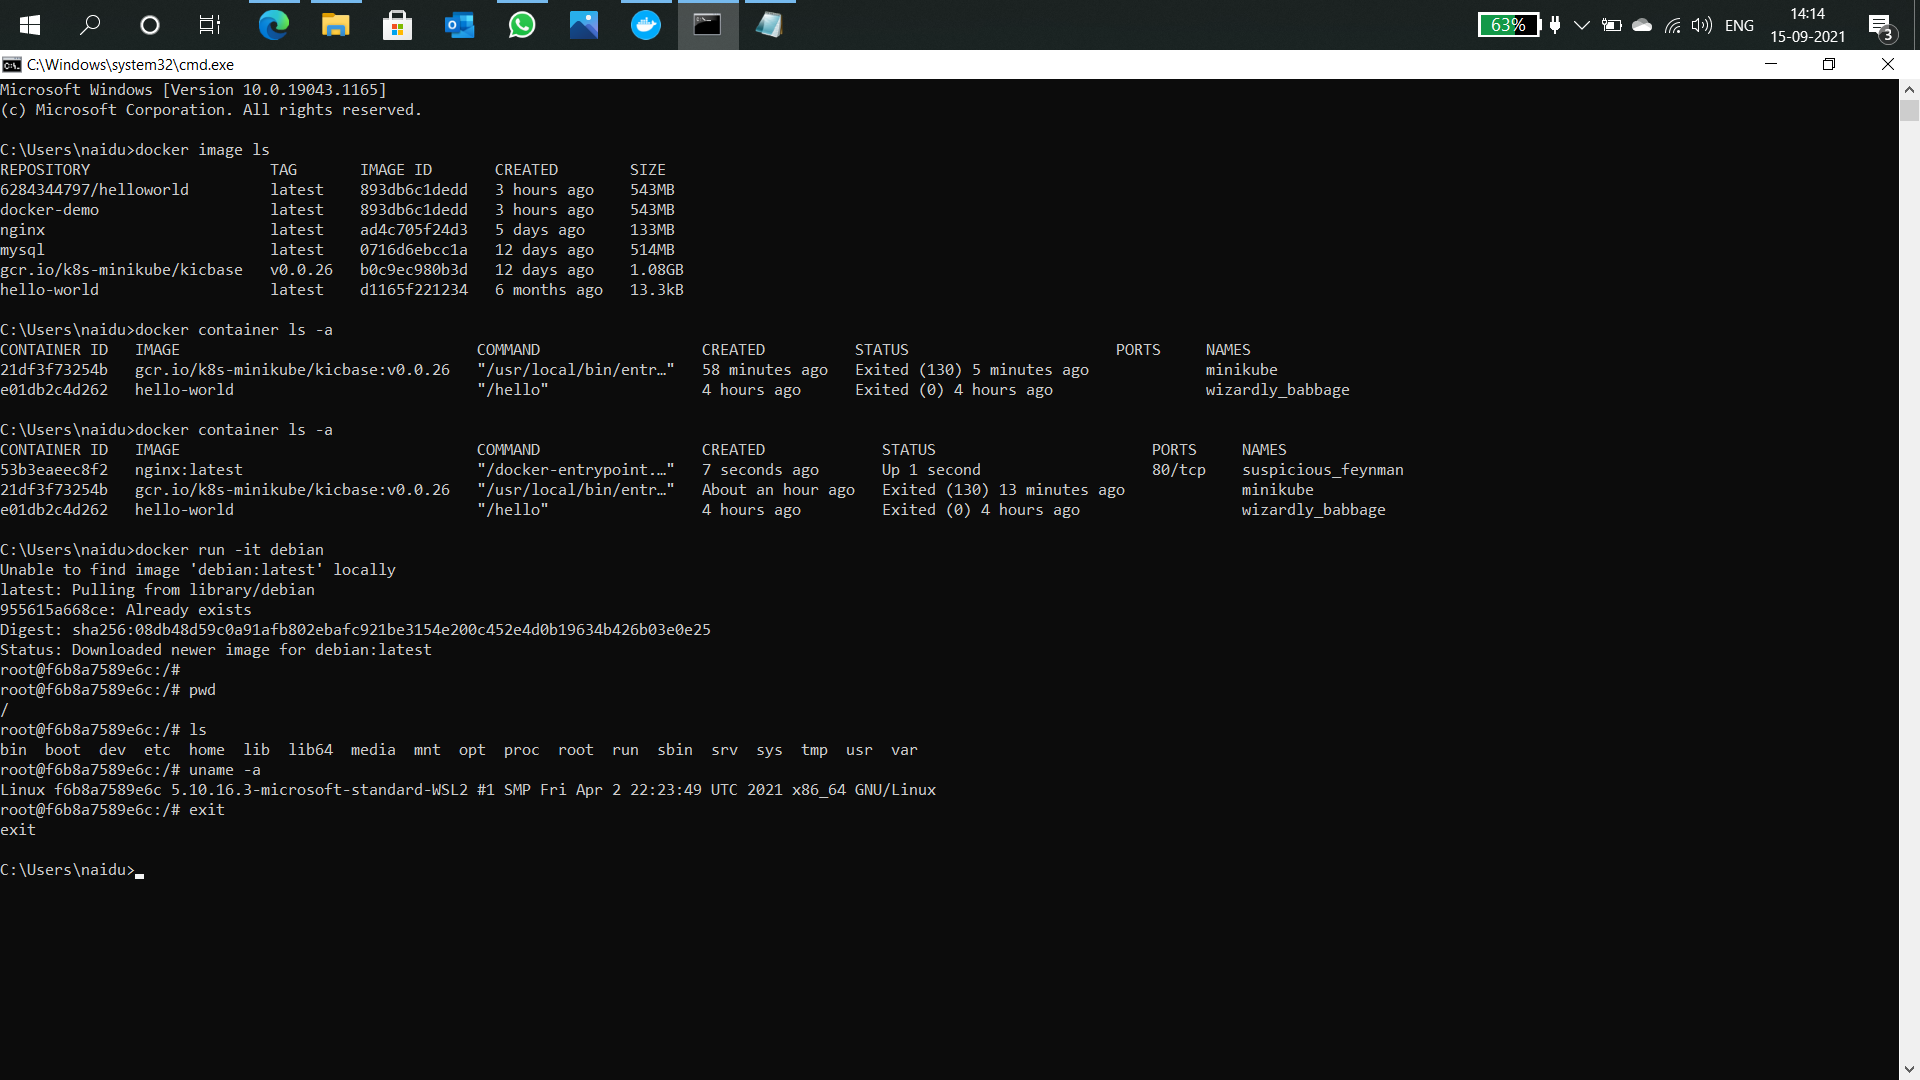 63%
ENG
14:14
15-09-2021
3
C:\Windows\system32\cmd.exe
Microsoft Windows [Version 10.0.19043.1165]
(c) Microsoft Corporation. All rights reserved.
C:\Users\naidu>docker image ls
REPOSITORY TAG IMAGE ID CREATED SIZE
6284344797/helloworld latest 893db6c1dedd 3 hours ago 543MB
docker-demo latest 893db6c1dedd 3 hours ago 543MB
nginx latest ad4c705f24d3 5 days ago 133MB
mysql latest 0716d6ebcc1a 12 days ago 514MB
gcr.io/k8s-minikube/kicbase v0.0.26 b0c9ec980b3d 12 days ago 1.08GB
hello-world latest d1165f221234 6 months ago 13.3kB
C:\Users\naidu>docker container ls -a
CONTAINER ID IMAGE COMMAND CREATED STATUS PORTS NAMES
21df3f73254b gcr.io/k8s-minikube/kicbase:v0.0.26 "/usr/local/bin/entr…" 58 minutes ago Exited (130) 5 minutes ago minikube
e01db2c4d262 hello-world "/hello" 4 hours ago Exited (0) 4 hours ago wizardly_babbage
C:\Users\naidu>docker container ls -a
CONTAINER ID IMAGE COMMAND CREATED STATUS PORTS NAMES
53b3eaeec8f2 nginx:latest "/docker-entrypoint.…" 7 seconds ago Up 1 second 80/tcp suspicious_feynman
21df3f73254b gcr.io/k8s-minikube/kicbase:v0.0.26 "/usr/local/bin/entr…" About an hour ago Exited (130) 13 minutes ago minikube
e01db2c4d262 hello-world "/hello" 4 hours ago Exited (0) 4 hours ago wizardly_babbage
C:\Users\naidu>docker run -it debian
Unable to find image 'debian:latest' locally
latest: Pulling from library/debian
955615a668ce: Already exists
Digest: sha256:08db48d59c0a91afb802ebafc921be3154e200c452e4d0b19634b426b03e0e25
Status: Downloaded newer image for debian:latest
root@f6b8a7589e6c:/#
root@f6b8a7589e6c:/# pwd
/
root@f6b8a7589e6c:/# ls
bin boot dev etc home lib lib64 media mnt opt proc root run sbin srv sys tmp usr var
root@f6b8a7589e6c:/# uname -a
Linux f6b8a7589e6c 5.10.16.3-microsoft-standard-WSL2 #1 SMP Fri Apr 2 22:23:49 UTC 2021 x86_64 GNU/Linux
root@f6b8a7589e6c:/# exit
exit
C:\Users\naidu>